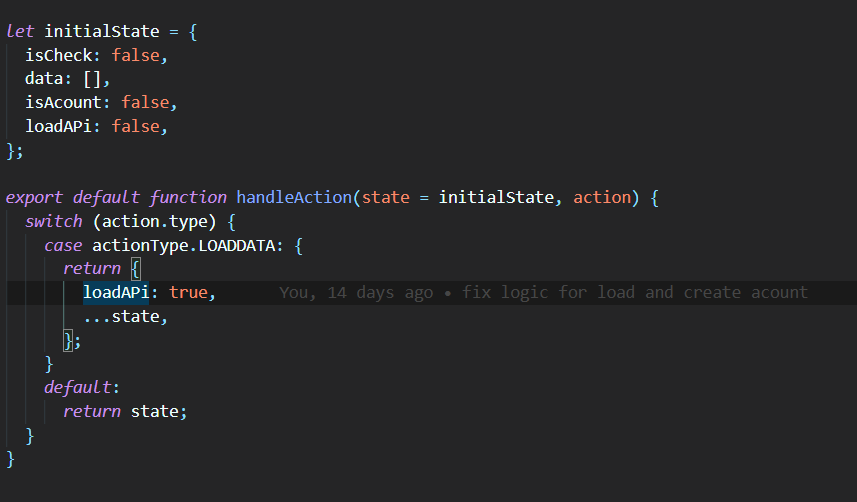 let initialState = {
isCheck: false,
data: [],
isAcount: false,
loadAPi: false,
};
export default function handleAction(state = initialState, action) {
switch (action.type) {
case actionType.LOADDATA: {
return {
loadAPi: true, You, 14 days ago • fix logic for load and create acount
...state,
};
}
default:
return state;
}
}